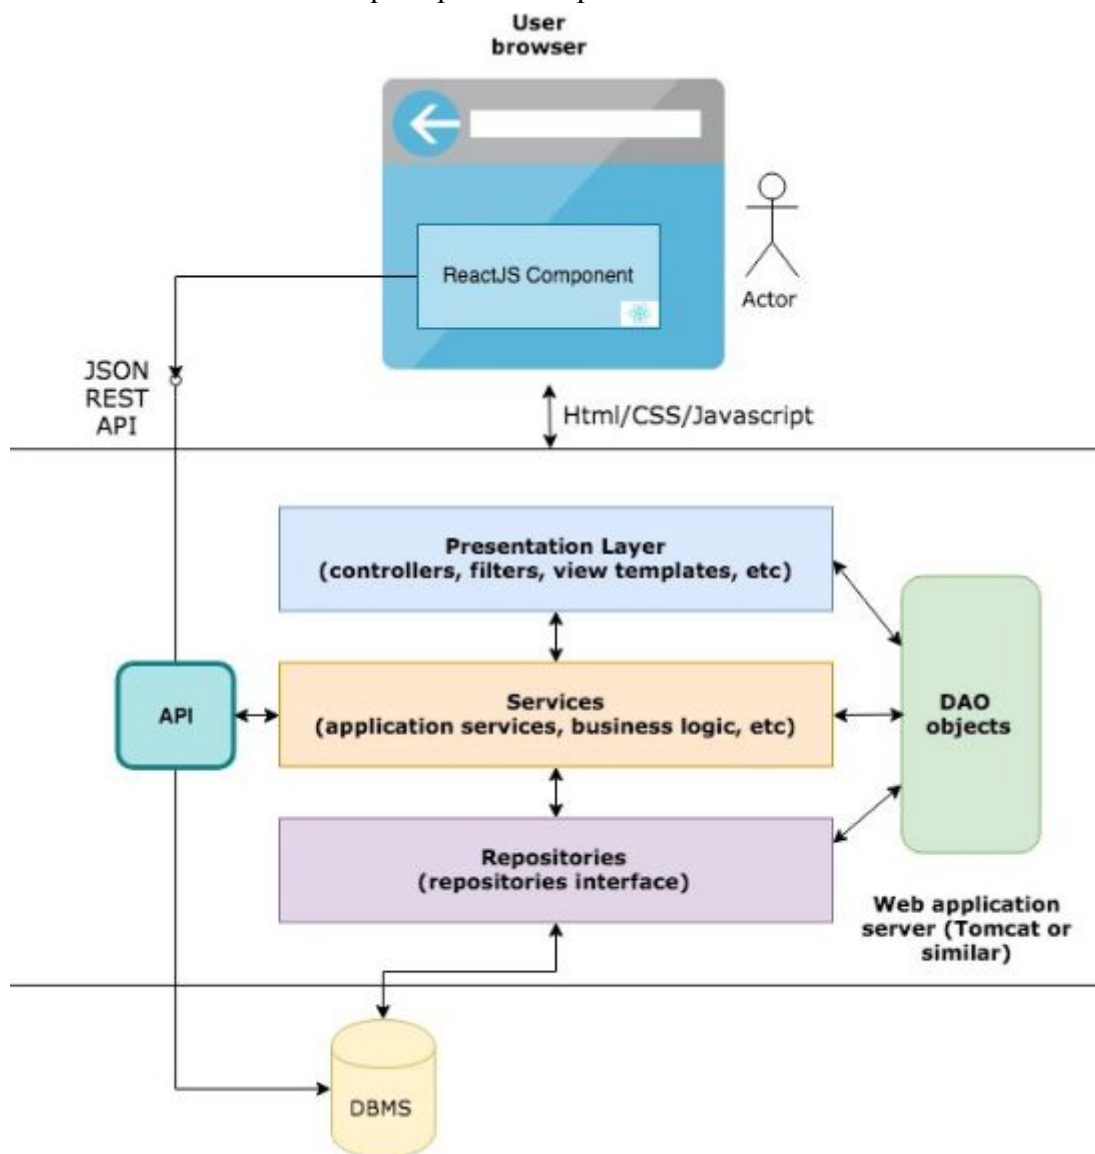 User
browser
ReactJS Component
Actor
JSON
REST
API
Html/CSS/Javascript
Presentation Layer
(controllers, filters, view templates, etc)
API
Services
(application services, business logic, etc)
DAO
objects
Repositories
(repositories interface)
Web application
server (Tomcat or
similar)
DBMS